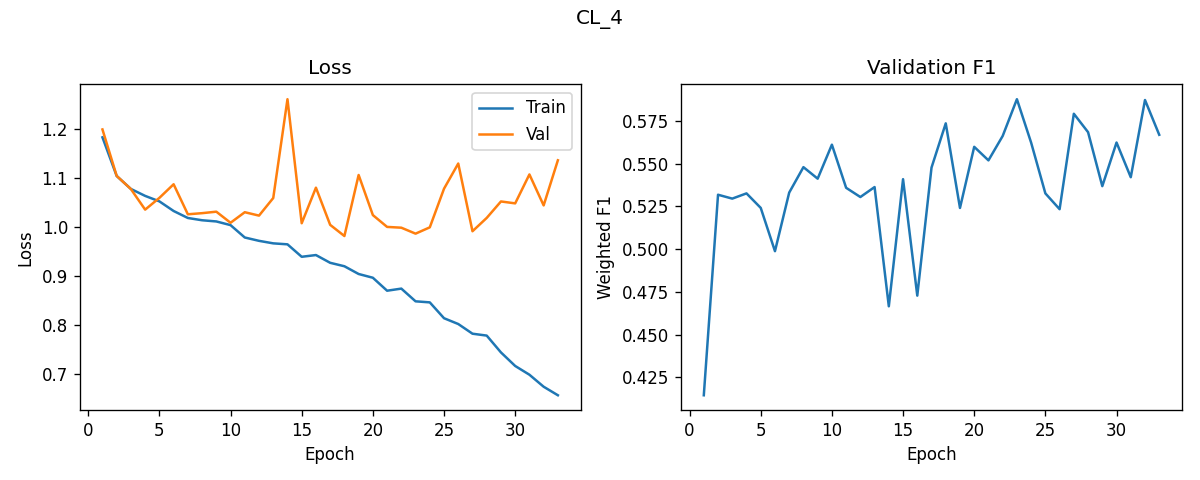 CL_4
Loss
Train
Val
1.2
1.1
1.0
0.9
0.8
0.7
Loss
0 5 10 15 20 25 30
Epoch
Validation F1
0.575
0.550
0.525
0.500
0.475
0.450
0.425
Weighted F1
0 5 10 15 20 25 30
Epoch